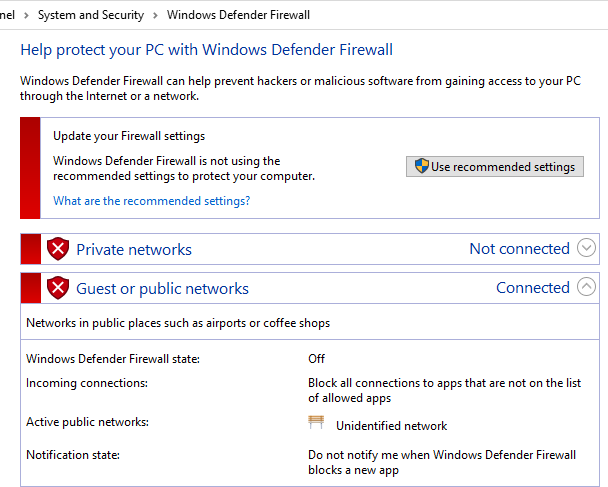 nel > System and Security > Windows Defender Firewall
Help protect your PC with Windows Defender Firewall
Windows Defender Firewall can help prevent hackers or malicious software from gaining access to your PC
through the Internet or a network.
Update your Firewall settings
Windows Defender Firewall is not using the
recommended settings to protect your computer.
Use recommended settings
What are the recommended settings?
Private networks
Not connected
Guest or public networks
Connected
Networks in public places such as airports or coffee shops
Windows Defender Firewall state:
Off
Incoming connections:
Block all connections to apps that are not on the list
of allowed apps
Active public networks:
Unidentified network
Notification state:
Do not notify me when Windows Defender Firewall
blocks a new app